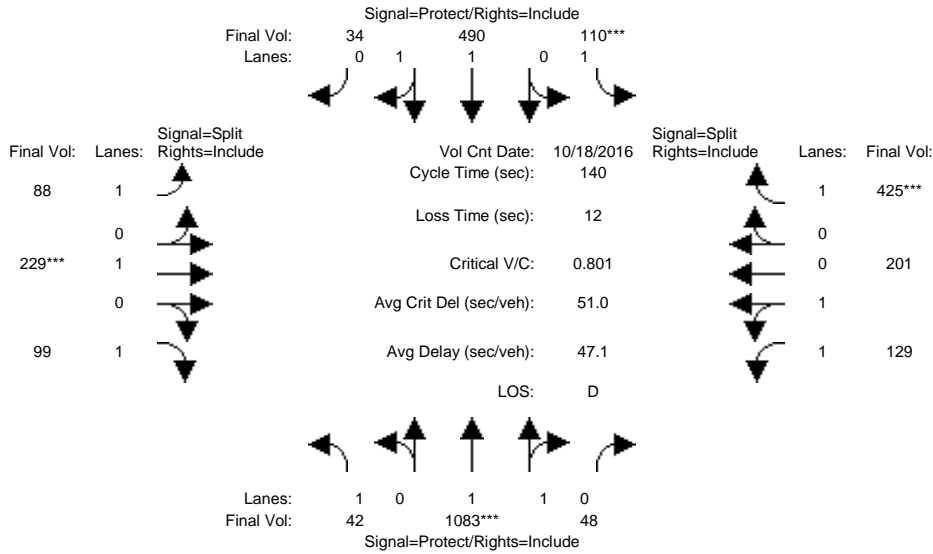 Signal=Protect/Rights=Include
Final Vol: 34 490 110***
Lanes: 0 1 1 0 1
Signal=Split
Final Vol: Lanes: Rights=Include
Vol Cnt Date: 10/18/2016
Signal=Split
Rights=Include Lanes: Final Vol:
Cycle Time (sec): 140
88 1
1 425***
Loss Time (sec): 12
0
0
229*** 1
Critical V/C: 0.801
0 201
0
Avg Crit Del (sec/veh): 51.0
1
99 1
Avg Delay (sec/veh): 47.1
1 129
LOS: D
Lanes: 1 0 1 1 0
Final Vol: 42 1083*** 48
Signal=Protect/Rights=Include